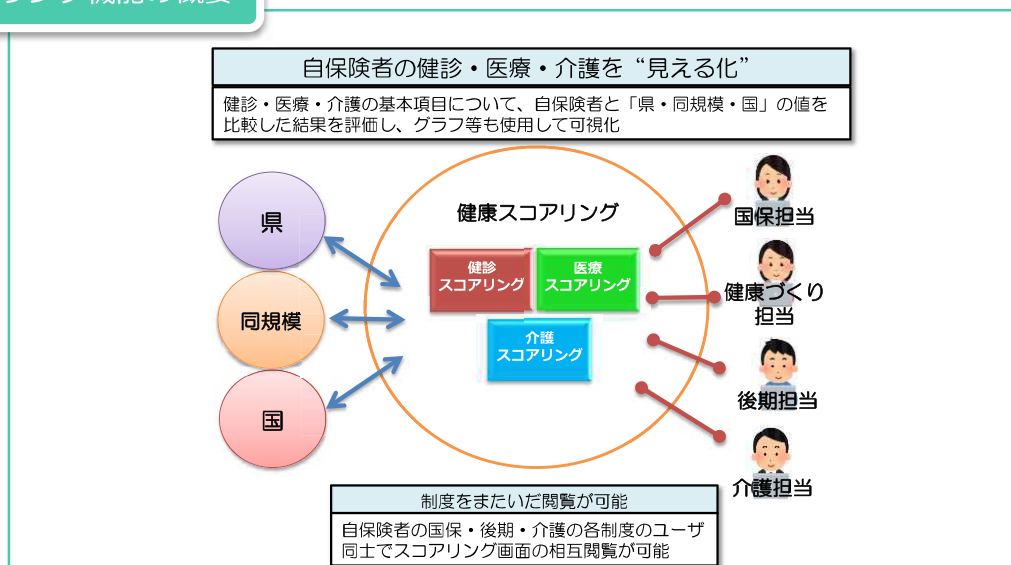 機能の概要
自保険者の健診・医療・介護を“見える化”
健診・医療・介護の基本項目について、自保険者と「県・同規模・国」の値を
比較した結果を評価し、グラフ等も使用して可視化
県
同規模
国
健康スコアリング
健診
スコアリング
医療
スコアリング
介護
スコアリング
国保担当
健康づくり
担当
後期担当
介護担当
制度をまたいだ閲覧が可能
自保険者の国保・後期・介護の各制度のユーザ
同士でスコアリング画面の相互閲覧が可能